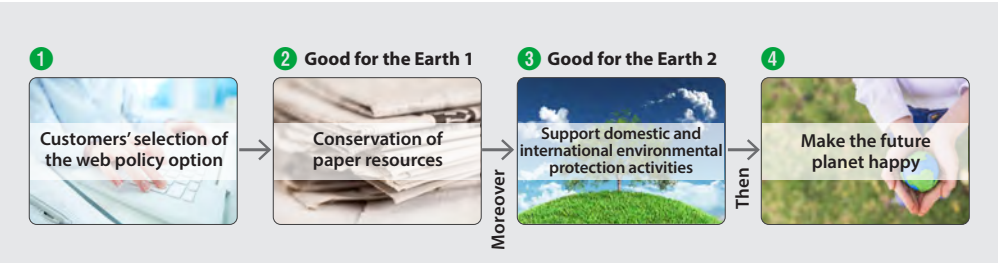 1
Customers' selection of
the web policy option
2 Good for the Earth 1
Conservation of
paper resources
Moreover
3 Good for the Earth 2
Support domestic and
international environmental
protection activities
Then
4
Make the future
planet happy